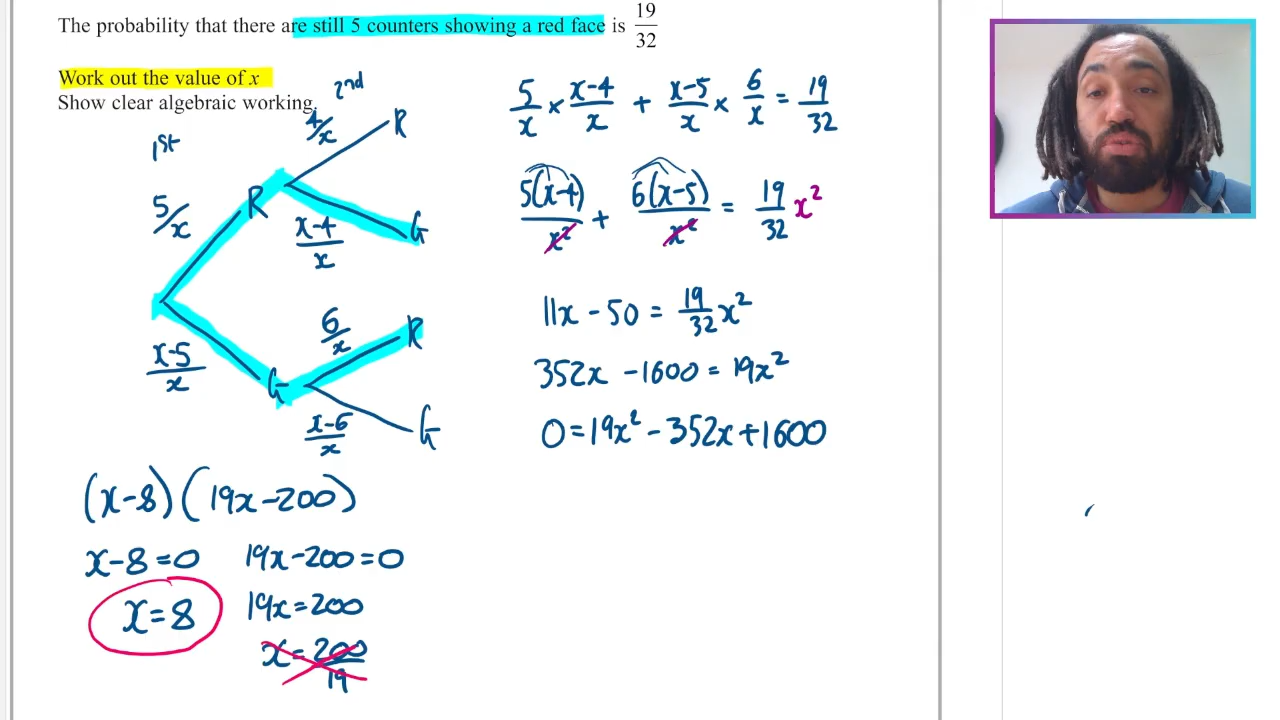 The probability that there are still 5 counters showing a red face is 19/32
Work out the value of x
Show clear algebraic working.
1st
2nd
5/x
R
4/x
R
x-4/x
G
x-5/x
G
6/x
R
x-6/x
G
5/x × x-4/x + x-5/x × 6/x = 19/32
5(x-4)/x² + 6(x-5)/x² = 19/32 x²
11x - 50 = 19/32 x²
352x - 1600 = 19x²
0 = 19x² - 352x + 1600
(x-8)(19x-200)
x-8=0
19x-200=0
x=8
19x=200
x=200/19